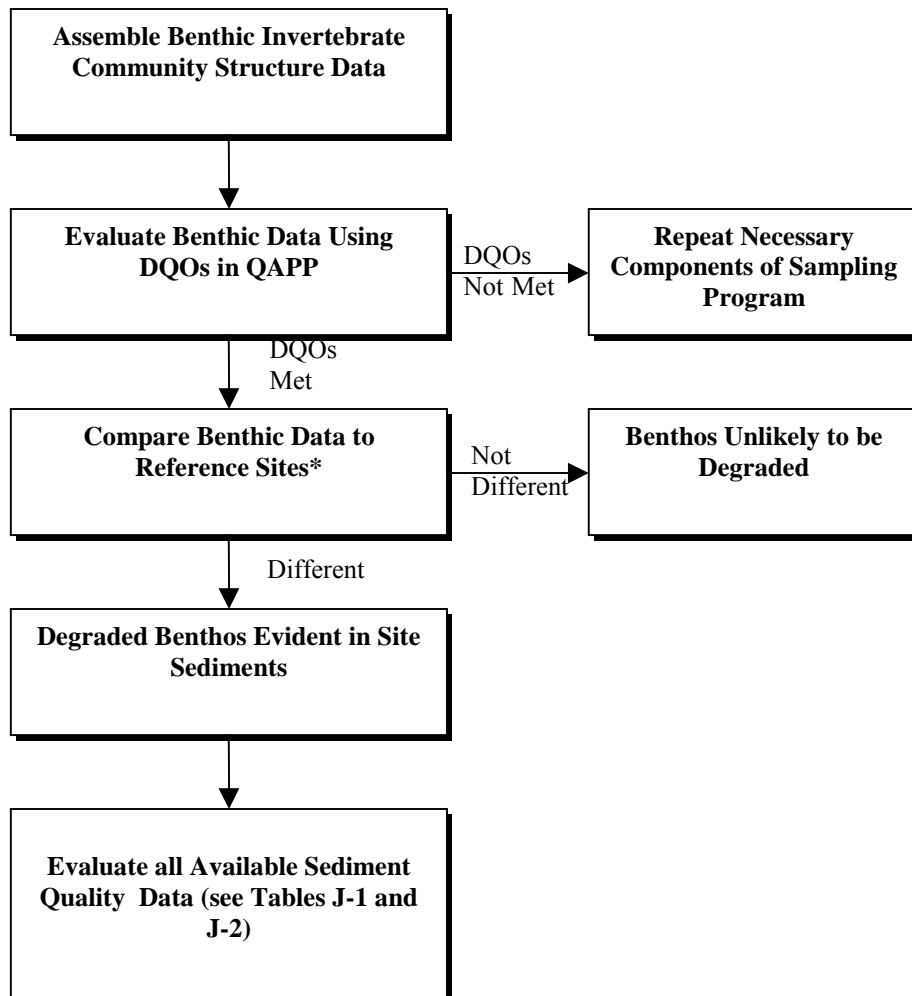 Assemble Benthic Invertebrate
Community Structure Data
Evaluate Benthic Data Using
DQOs in QAPP
DQOs
Not Met
Repeat Necessary
Components of Sampling
Program
DQOs
Met
Compare Benthic Data to
Reference Sites*
Not
Different
Benthos Unlikely to be
Degraded
Different
Degraded Benthos Evident in Site
Sediments
Evaluate all Available Sediment
Quality Data (see Tables J-1 and
J-2)